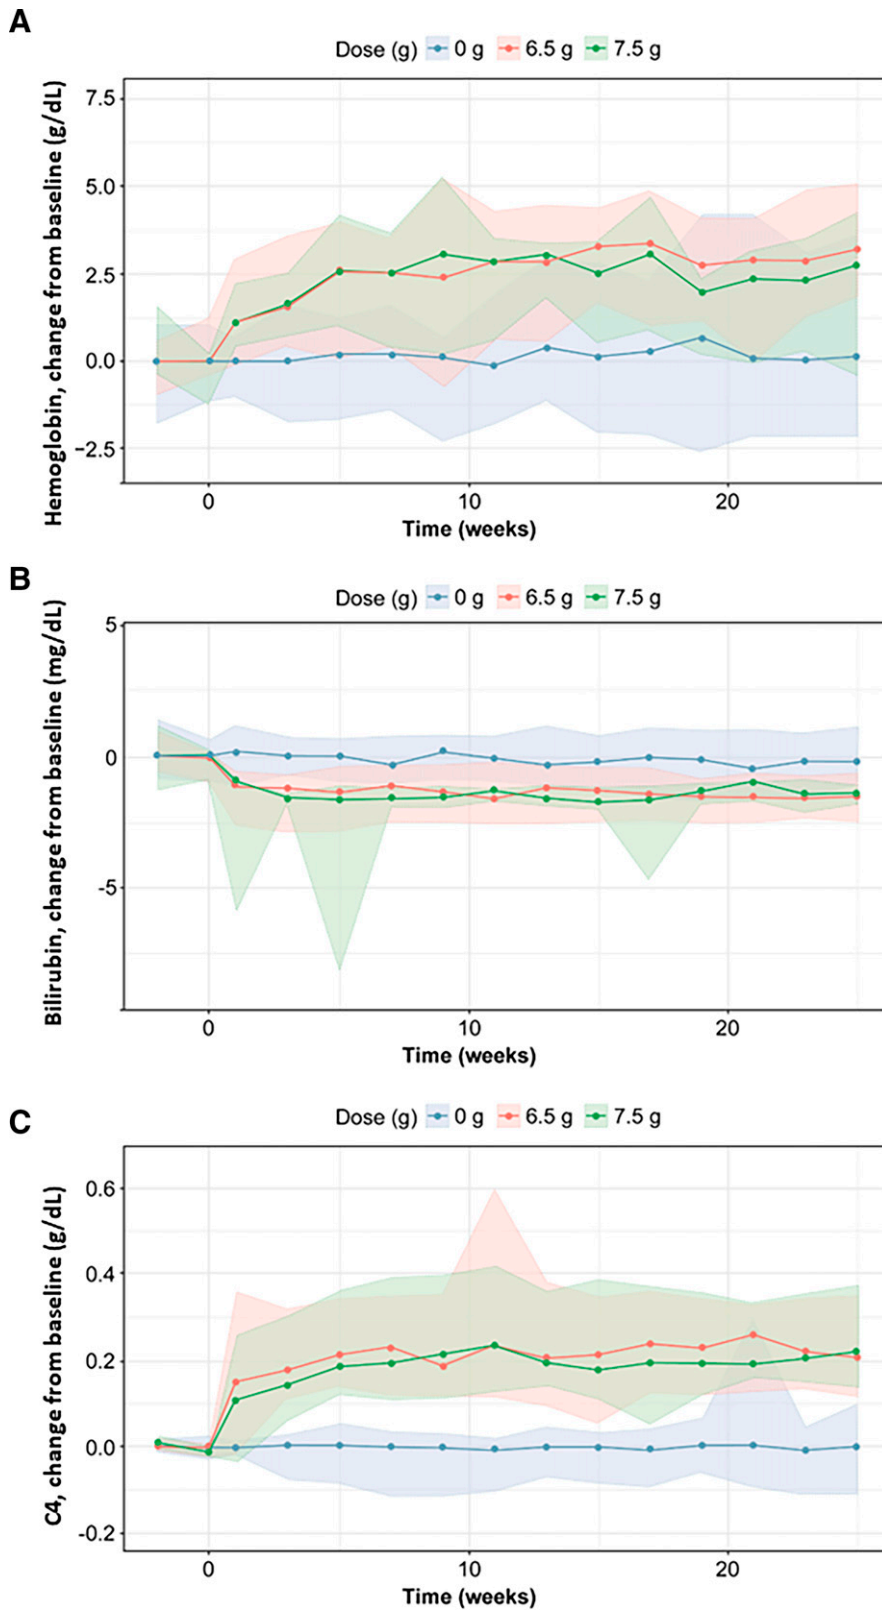 A
Dose (g) 0 g 6.5 g 7.5 g
Hemoglobin, change from baseline (g/dL)
7.5
5.0
2.5
0.0
−2.5
0 10 20
Time (weeks)
B
Dose (g) 0 g 6.5 g 7.5 g
Bilirubin, change from baseline (mg/dL)
5
0
-5
0 10 20
Time (weeks)
C
Dose (g) 0 g 6.5 g 7.5 g
C4, change from baseline (g/dL)
0.6
0.4
0.2
0.0
-0.2
0 10 20
Time (weeks)